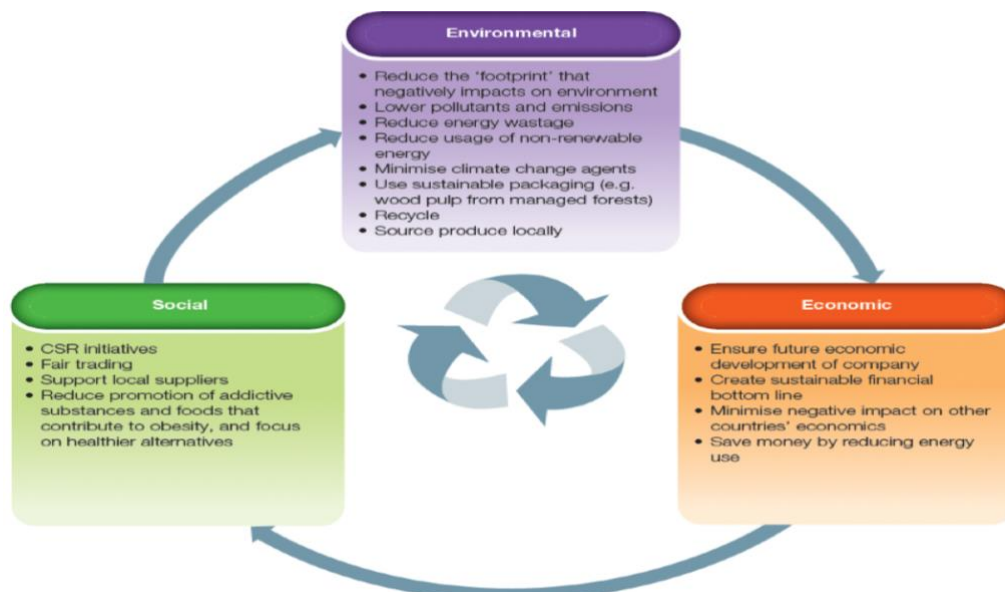 Environmental
• Reduce the ‘footprint’ that
negatively impacts on environment
• Lower pollutants and emissions
• Reduce energy wastage
• Reduce usage of non-renewable
energy
• Minimise climate change agents
• Use sustainable packaging (e.g.
wood pulp from managed forests)
• Recycle
• Source produce locally
Social
• CSR initiatives
• Fair trading
• Support local suppliers
• Reduce promotion of addictive
substances and foods that
contribute to obesity, and focus
on healthier alternatives
Economic
• Ensure future economic
development of company
• Create sustainable financial
bottom line
• Minimise negative impact on other
countries’ economics
• Save money by reducing energy
use